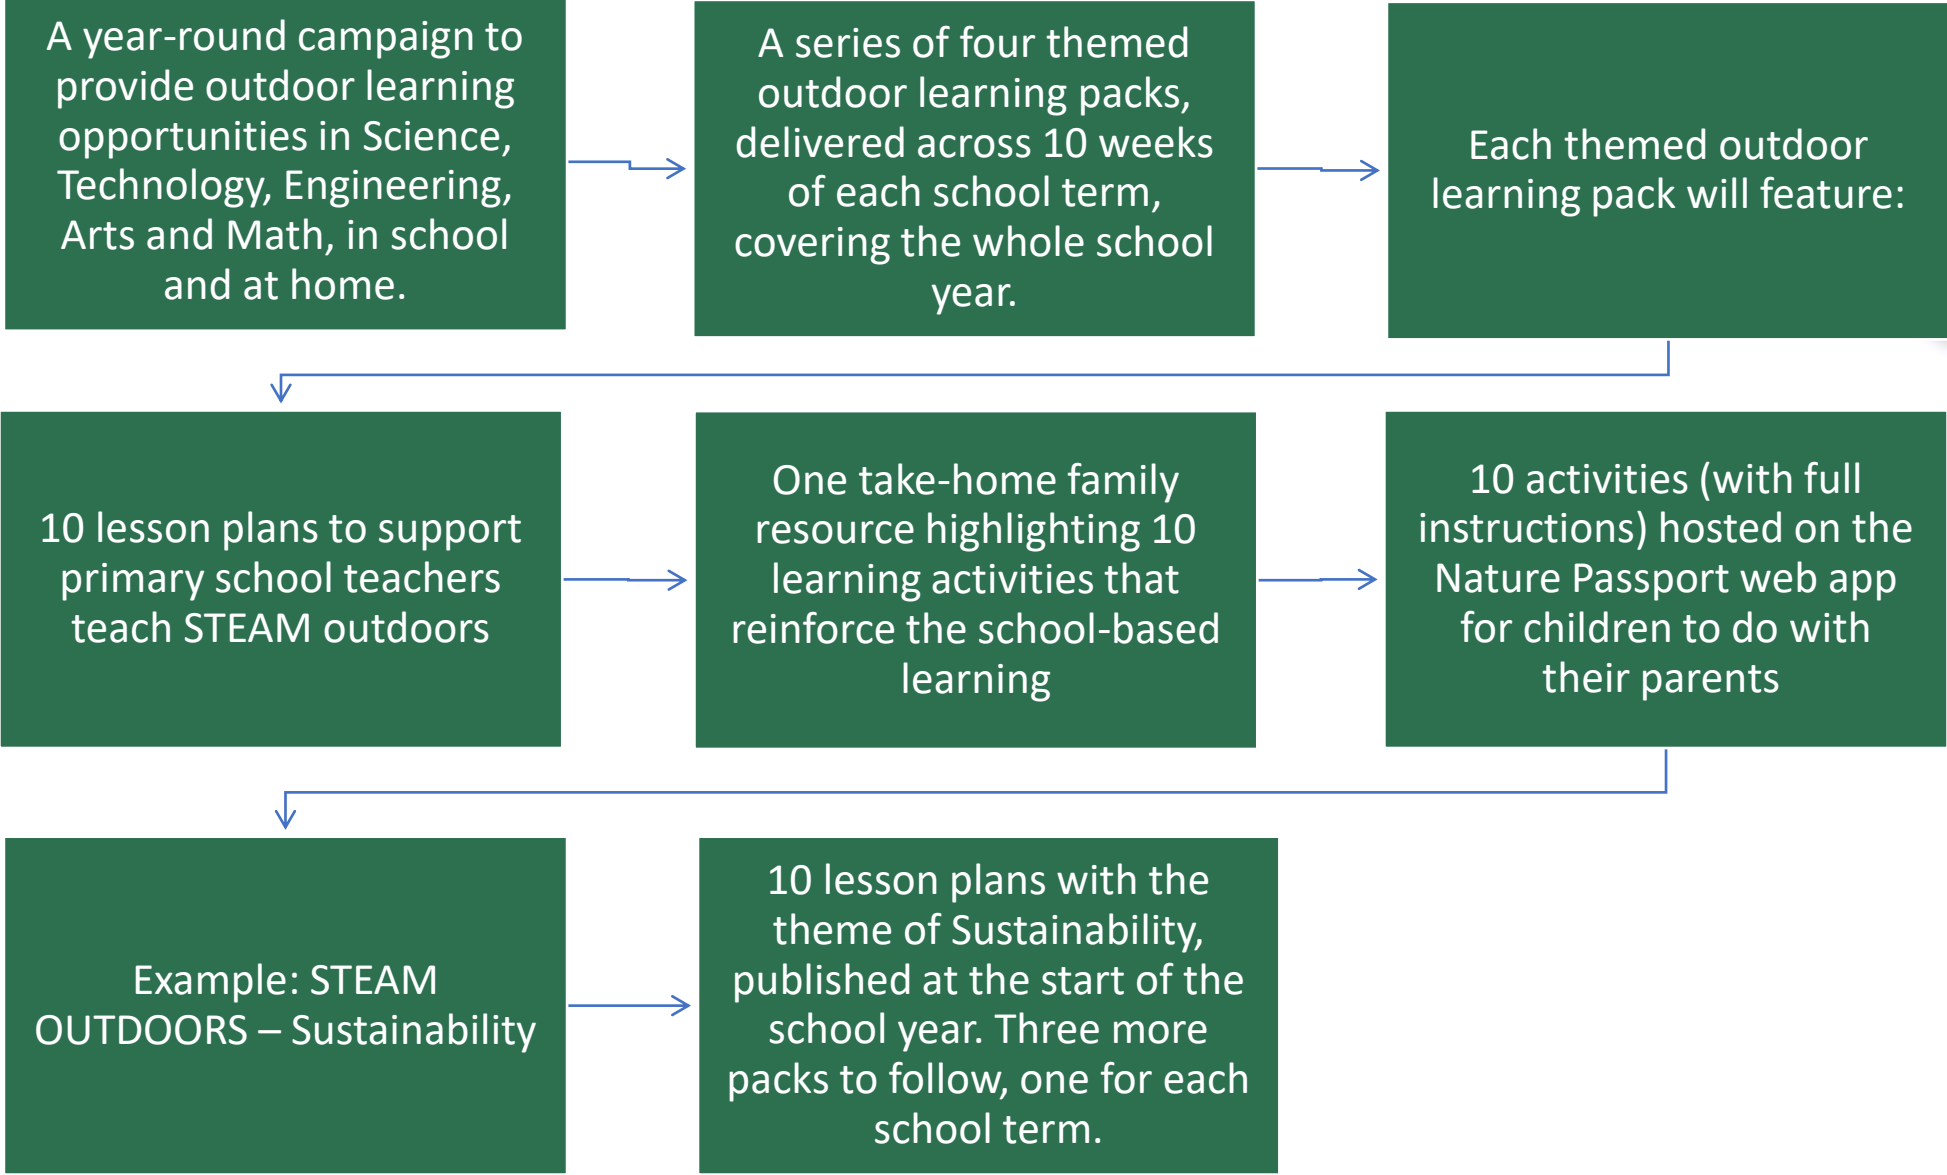 A year-round campaign to
provide outdoor learning
opportunities in Science,
Technology, Engineering,
Arts and Math, in school
and at home.
A series of four themed
outdoor learning packs,
delivered across 10 weeks
of each school term,
covering the whole school
year.
Each themed outdoor
learning pack will feature:
10 lesson plans to support
primary school teachers
teach STEAM outdoors
One take-home family
resource highlighting 10
learning activities that
reinforce the school-based
learning
10 activities (with full
instructions) hosted on the
Nature Passport web app
for children to do with
their parents
Example: STEAM
OUTDOORS – Sustainability
10 lesson plans with the
theme of Sustainability,
published at the start of the
school year. Three more
packs to follow, one for each
school term.